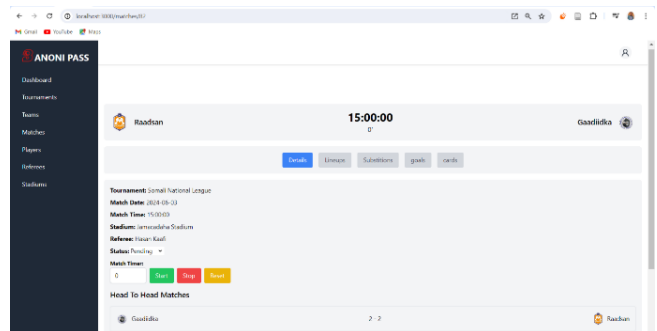 localhost:3000/matches/82
Gmail YouTube Maps
ANONI PASS
Dashboard
Tournaments
Teams
Matches
Players
Referees
Stadiums
Raadsan
15:00:00
0'
Gaadiidka
Details Lineups Substitions goals cards
Tournament: Somali National League
Match Date: 2024-06-03
Match Time: 15:00:00
Stadium: Jamacadaha Stadium
Referee: Hasan Kaafi
Status: Pending
Match Timer:
0 Start Stop Reset
Head To Head Matches
Gaadiidka 2 - 2 Raadsan